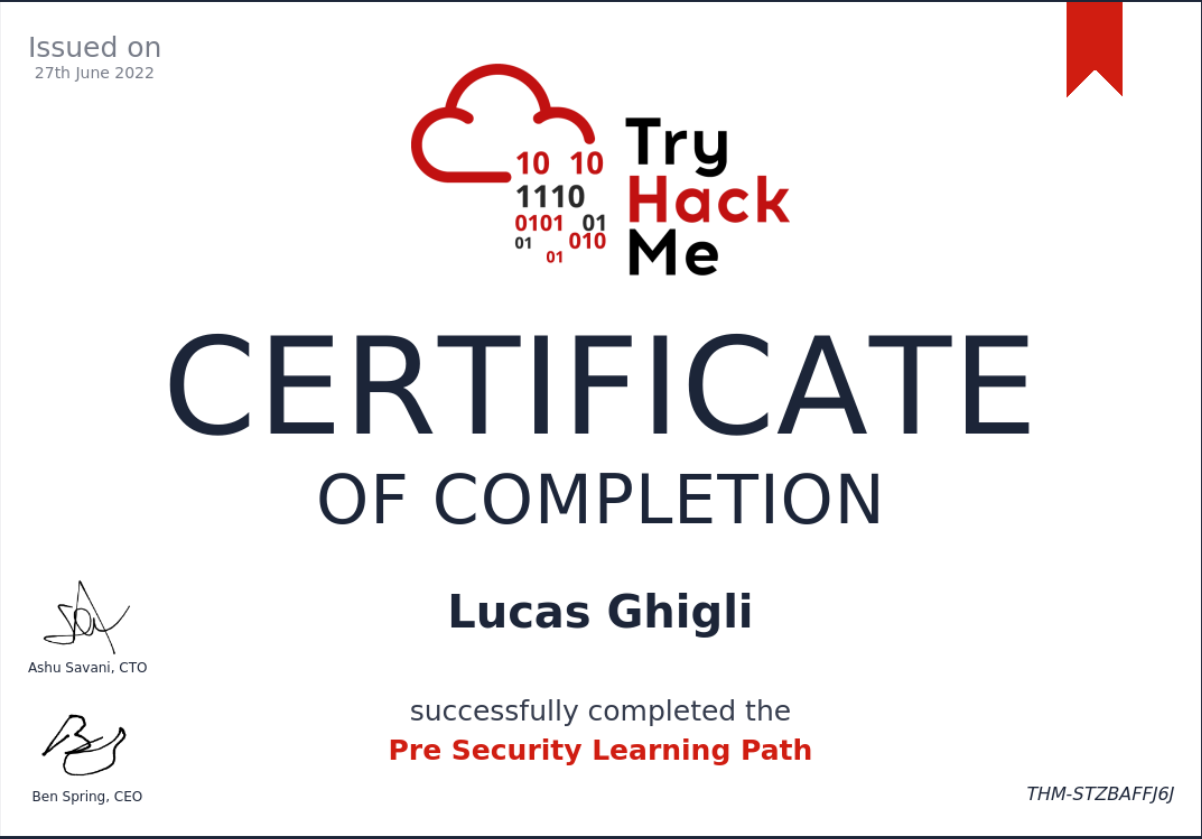 Issued on
27th June 2022
10 10
1110
0101 01
01 010
01
Try
Hack
Me
CERTIFICATE
OF COMPLETION
Lucas Ghigli
Ashu Savani, CTO
successfully completed the
Pre Security Learning Path
Ben Spring, CEO
THM-STZBAFFJ6J